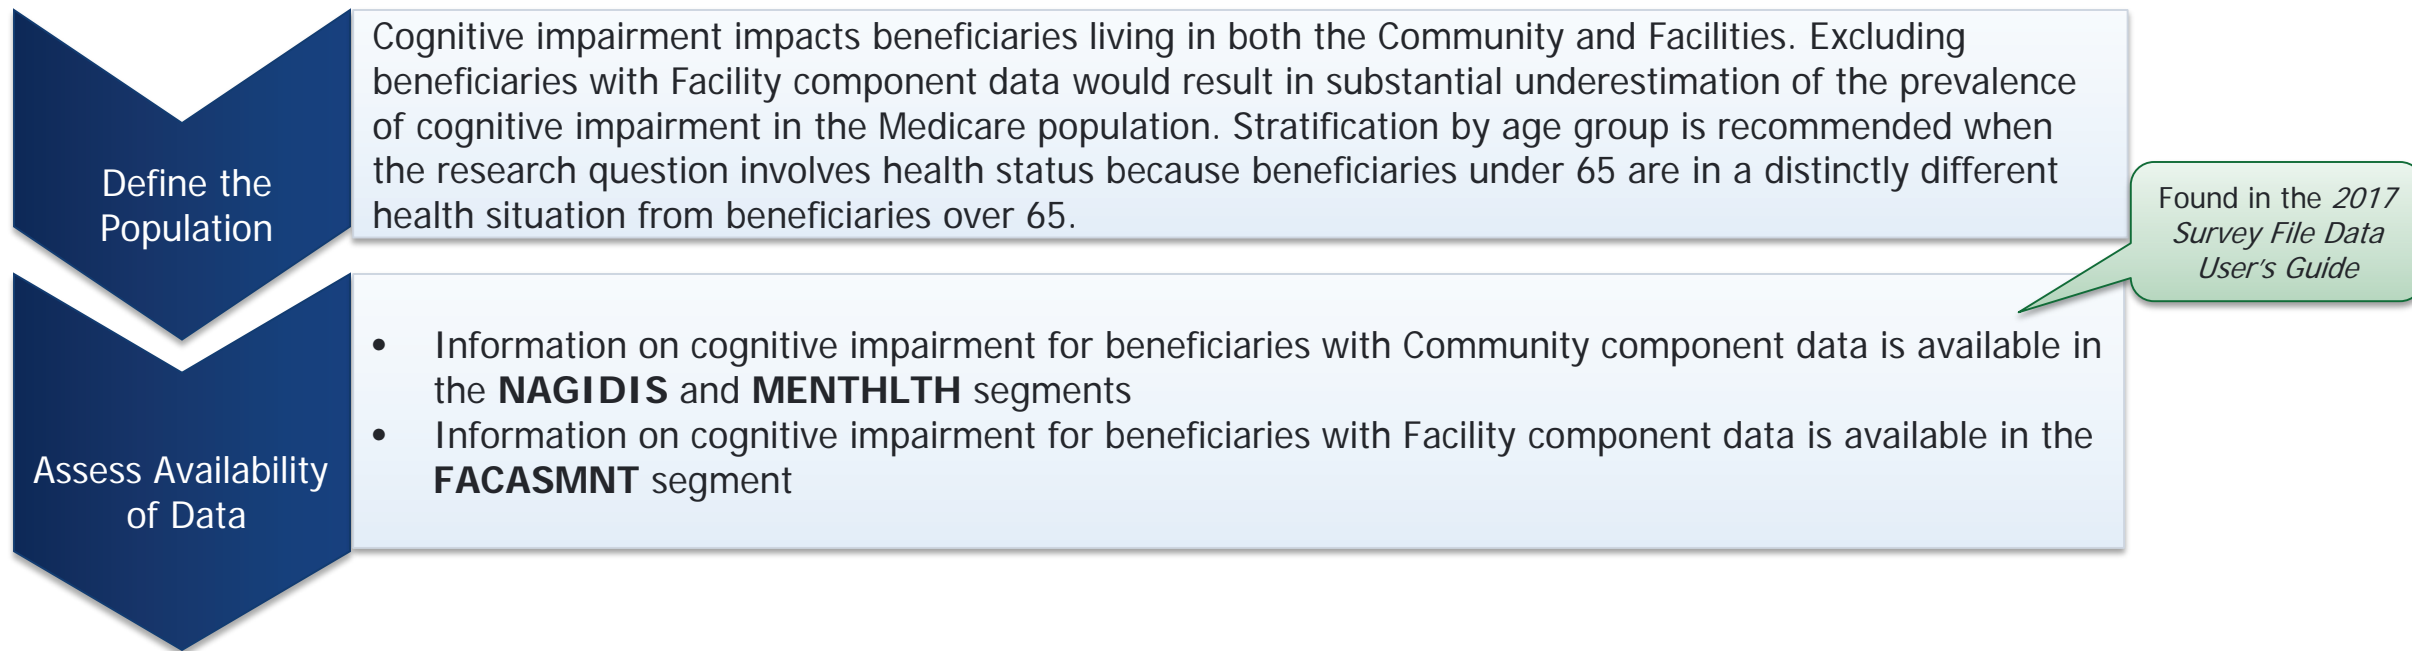 Define the
Population
Cognitive impairment impacts beneficiaries living in both the Community and Facilities. Excluding
beneficiaries with Facility component data would result in substantial underestimation of the prevalence
of cognitive impairment in the Medicare population. Stratification by age group is recommended when
the research question involves health status because beneficiaries under 65 are in a distinctly different
health situation from beneficiaries over 65.
Found in the 2017
Survey File Data
User's Guide
Assess Availability
of Data
• Information on cognitive impairment for beneficiaries with Community component data is available in
the NAGIDIS and MENTHLTH segments
• Information on cognitive impairment for beneficiaries with Facility component data is available in the
FACASMNT segment